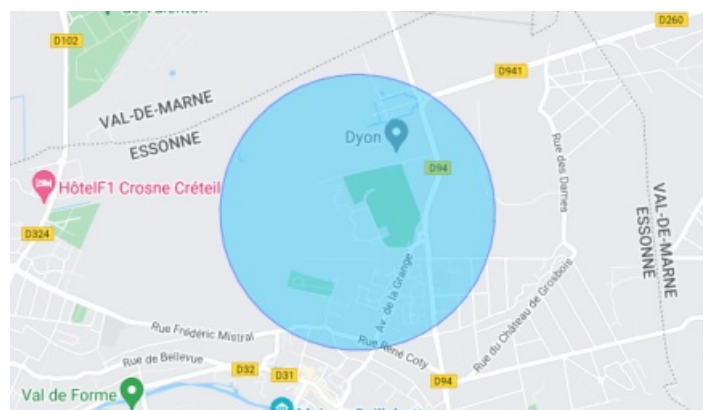 D260
D102
D941
VAL-DE-MARNE
ESSONNE
Dyon
D94
Rue des Dames
HôtelF1 Crosne Créteil
VAL-DE-MARNE
ESSONNE
D324
Av. de la Grange
Rue du Château de Grosbois
Rue Frédéric Mistral
Rue René Coty
Rue de Bellevue
D32
D31
D94
Val de Forme